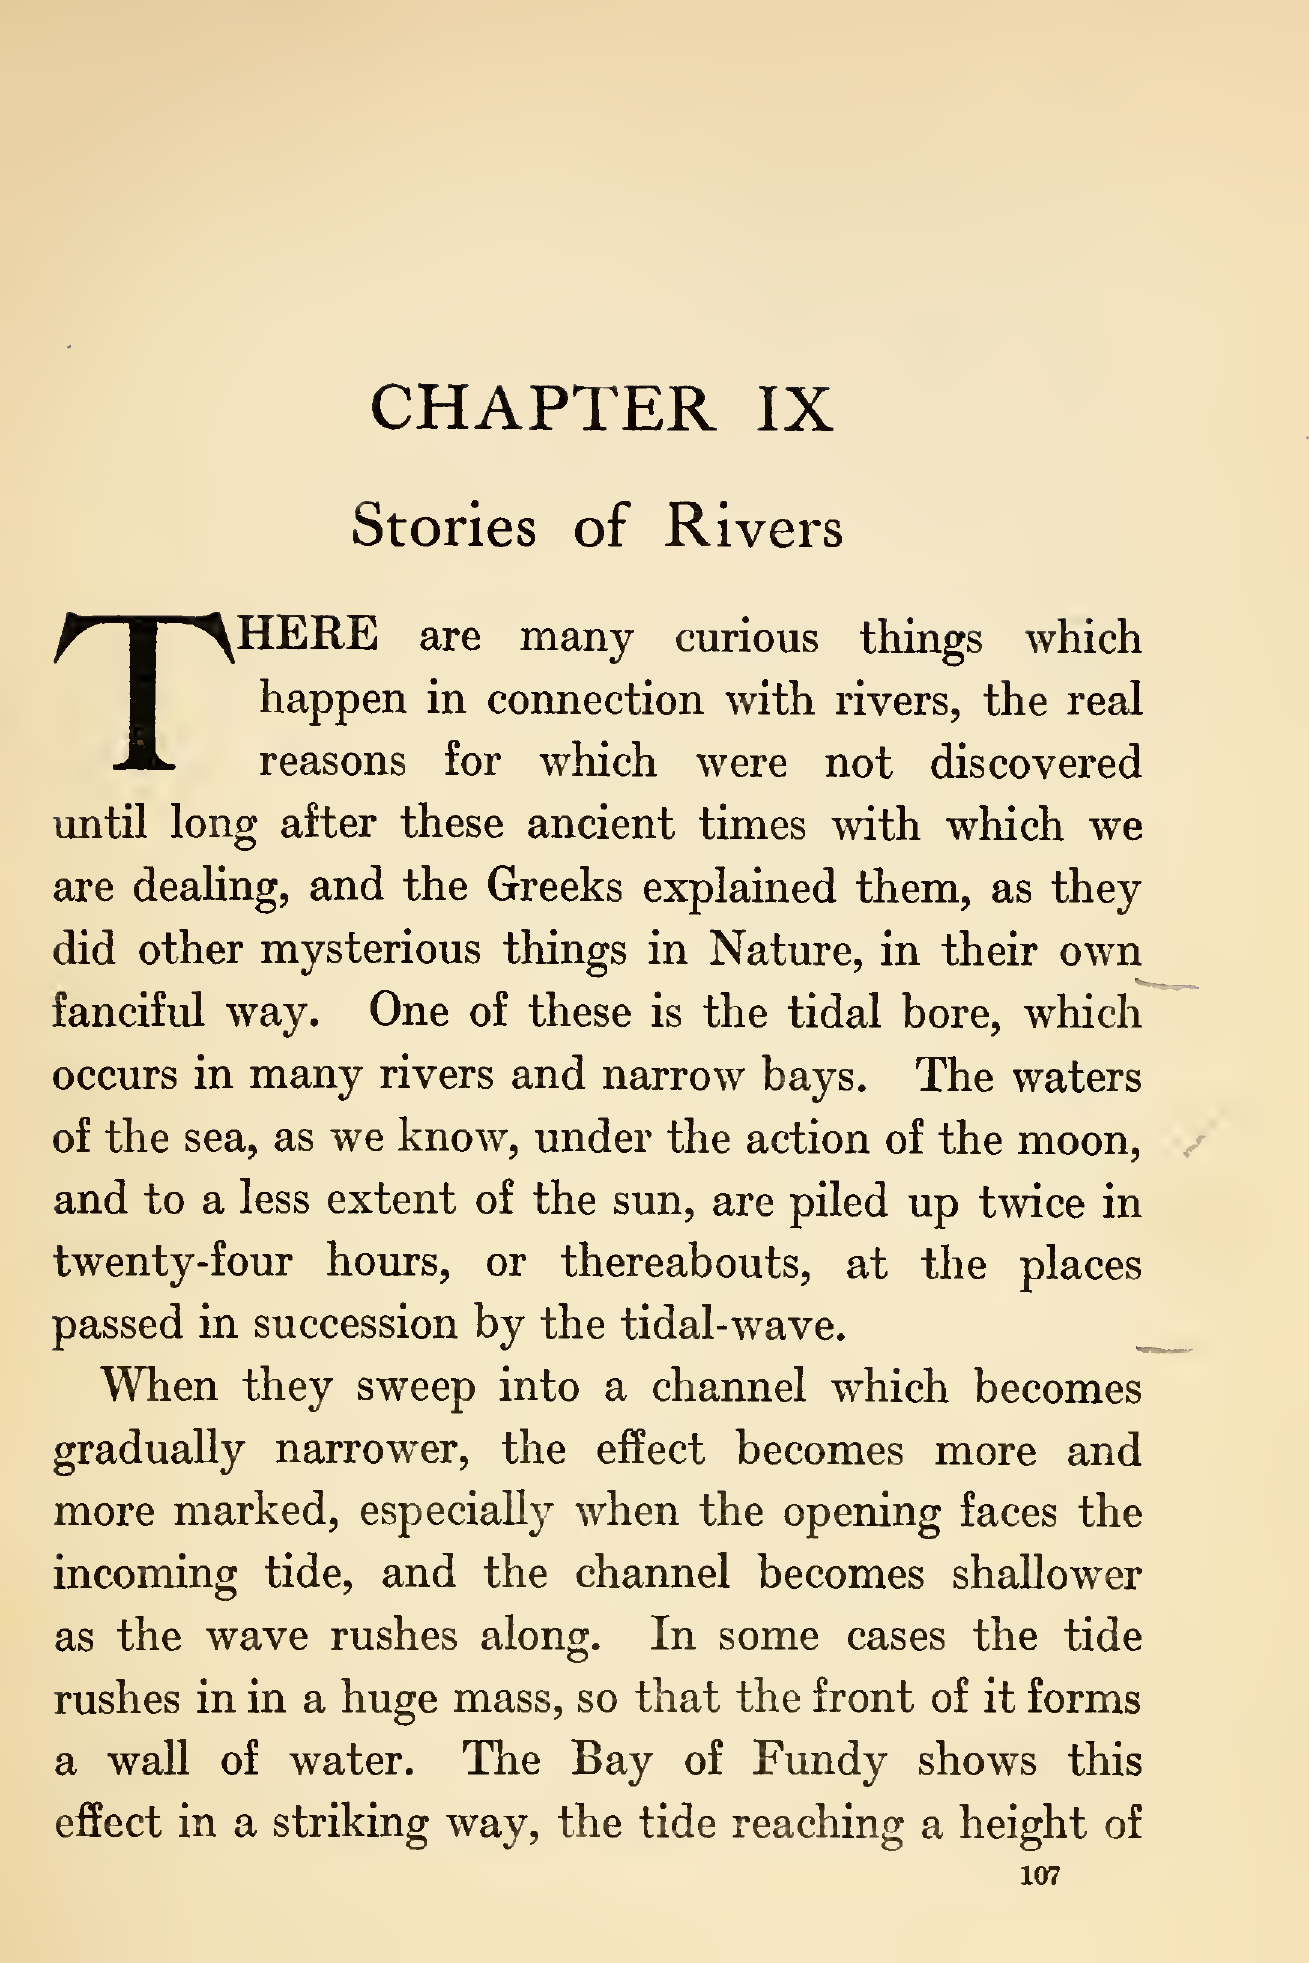 CHAPTER IX
Stories of Rivers
THERE are many curious things which
happen in connection with rivers, the real
reasons for which were not discovered
until long after these ancient times with which we
are dealing, and the Greeks explained them, as they
did other mysterious things in Nature, in their own
fanciful way. One of these is the tidal bore, which
occurs in many rivers and narrow bays. The waters
of the sea, as we know, under the action of the moon,
and to a less extent of the sun, are piled up twice in
twenty-four hours, or thereabouts, at the places
passed in succession by the tidal-wave.
When they sweep into a channel which becomes
gradually narrower, the effect becomes more and
more marked, especially when the opening faces the
incoming tide, and the channel becomes shallower
as the wave rushes along. In some cases the tide
rushes in in a huge mass, so that the front of it forms
a wall of water. The Bay of Fundy shows this
effect in a striking way, the tide reaching a height of
107